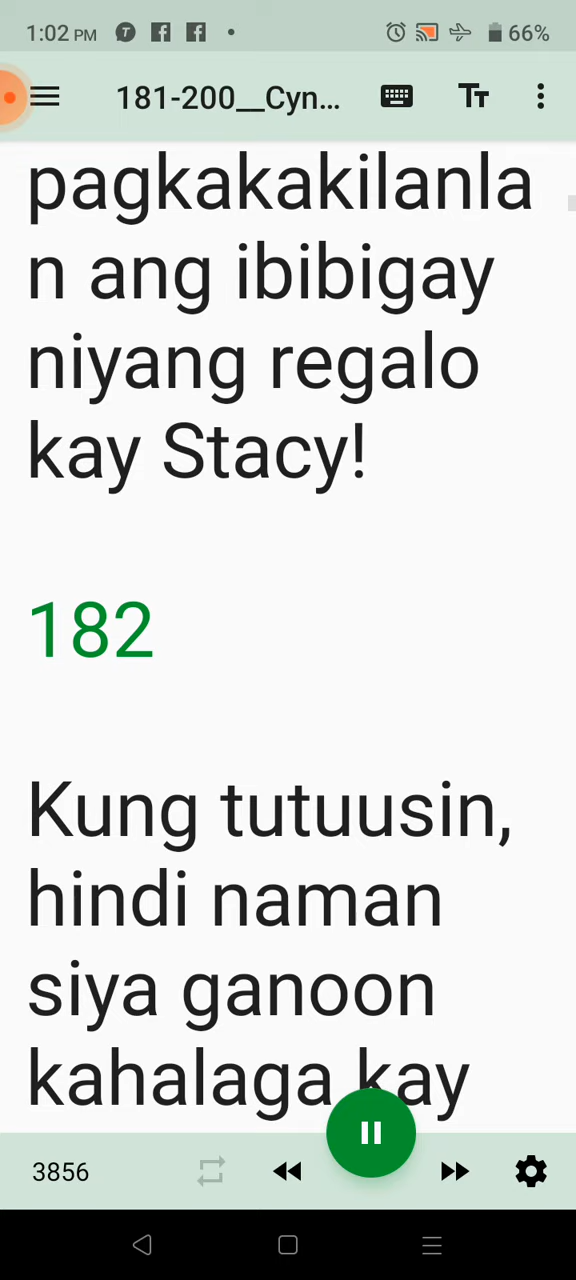 1:02 PM
66%
181-200__Cyn...
pagkakakilanla
n ang ibibigay
niyang regalo
kay Stacy!
182
Kung tutuusin,
hindi naman
siya ganoon
kahalaga kay
3856